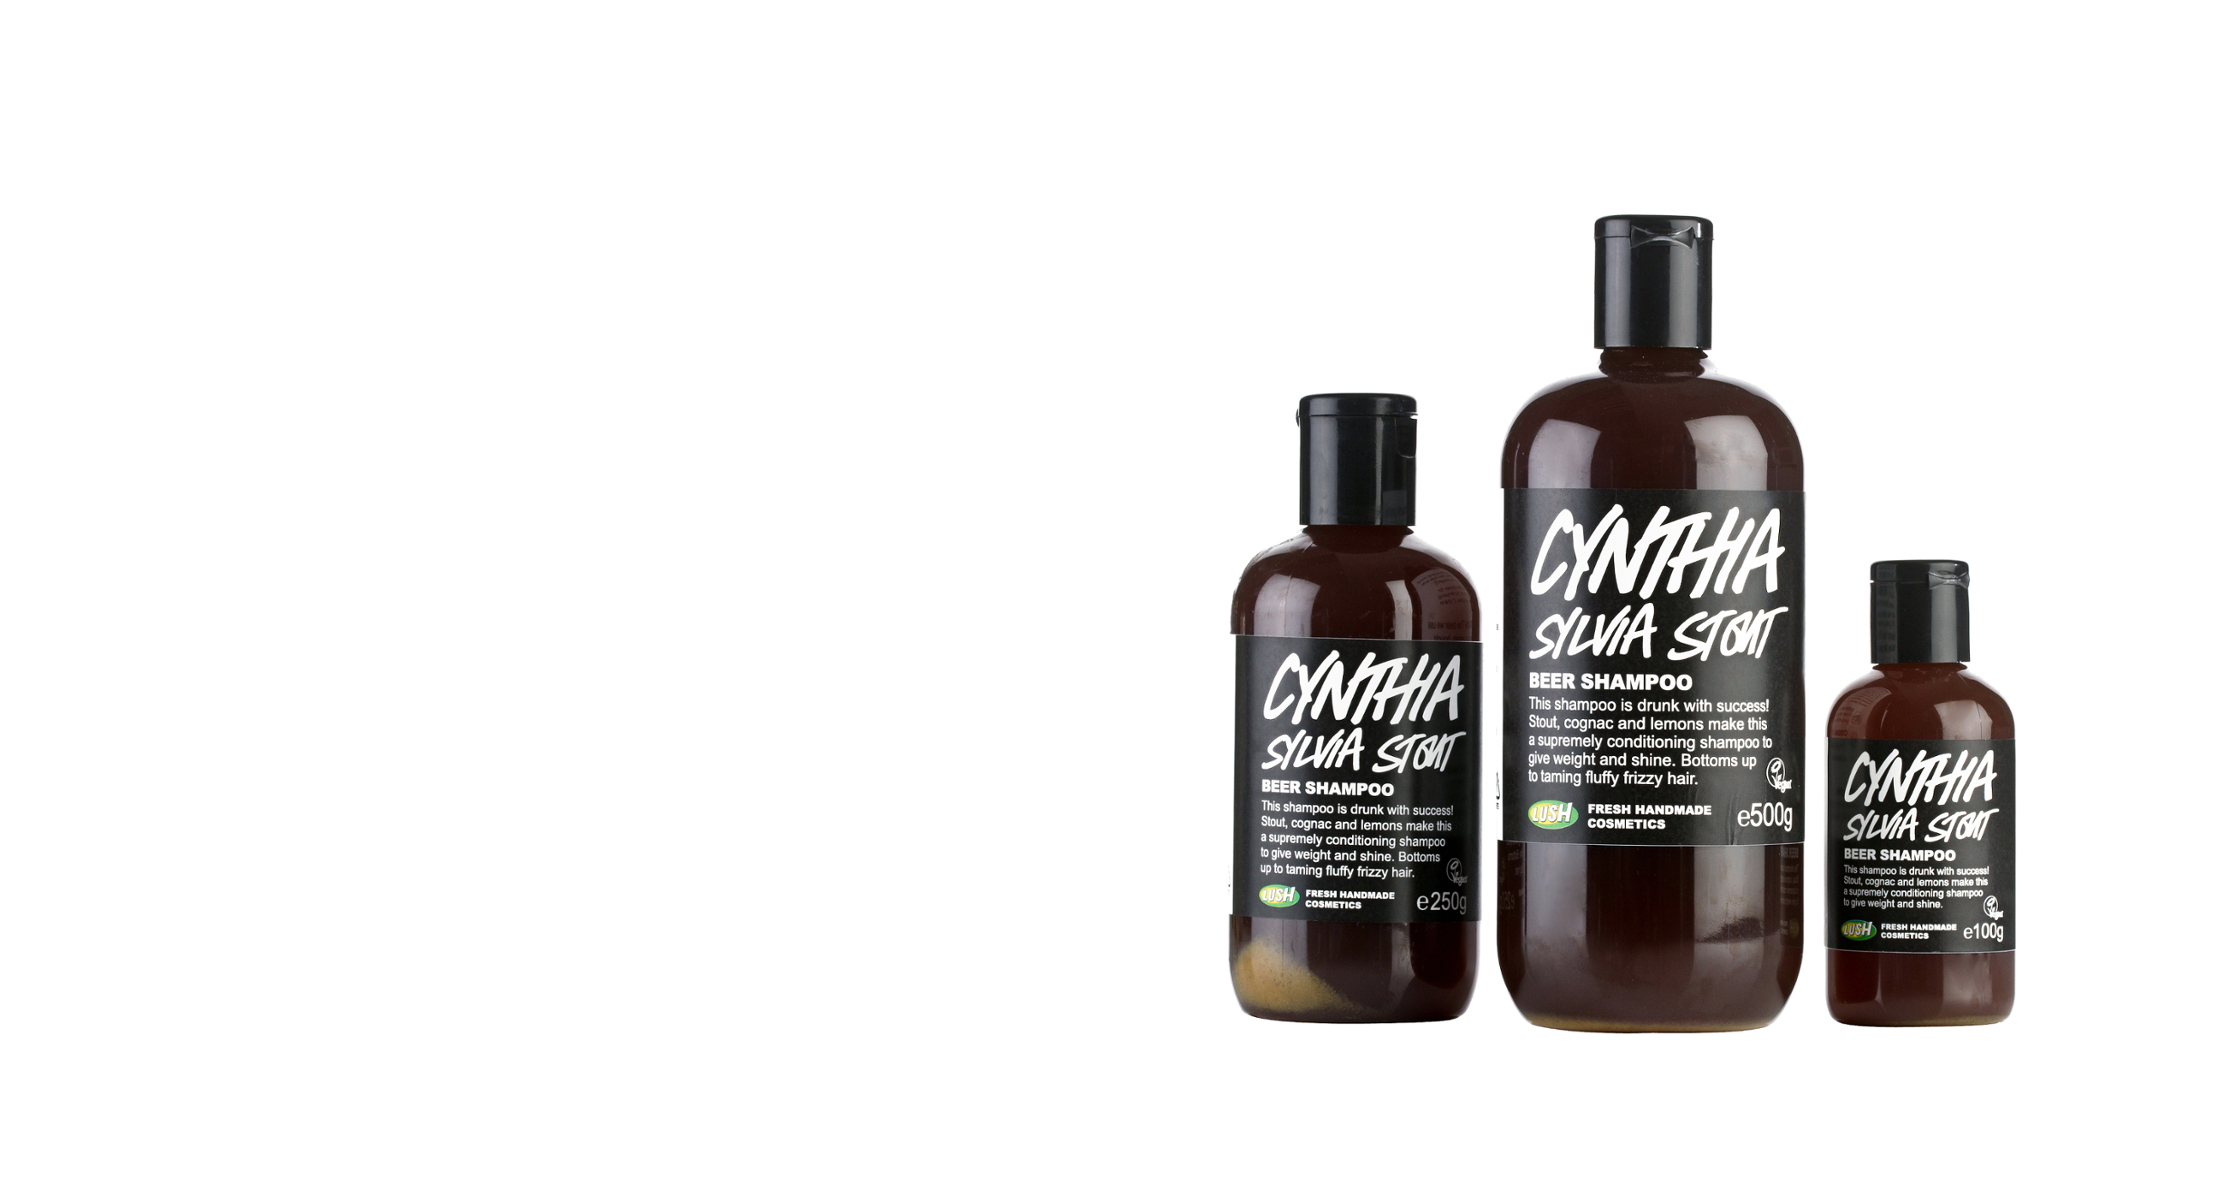 CYNTHIA
SYLVIA STOUT
BEER SHAMPOO
This shampoo is drunk with success!
Stout, cognac and lemons make this
a supremely conditioning shampoo
to give weight and shine. Bottoms
up to taming fluffy frizzy hair.
Vegan
LUSH
FRESH HANDMADE
COSMETICS
e250g
CYNTHIA
SYLVIA STOUT
BEER SHAMPOO
This shampoo is drunk with success!
Stout, cognac and lemons make this
a supremely conditioning shampoo to
give weight and shine. Bottoms up
to taming fluffy frizzy hair.
Vegan
LUSH
FRESH HANDMADE
COSMETICS
e500g
CYNTHIA
SYLVIA STOUT
BEER SHAMPOO
This shampoo is drunk with success!
Stout, cognac and lemons make this
a supremely conditioning shampoo
to give weight and shine.
Vegan
LUSH
FRESH HANDMADE
COSMETICS
e100g